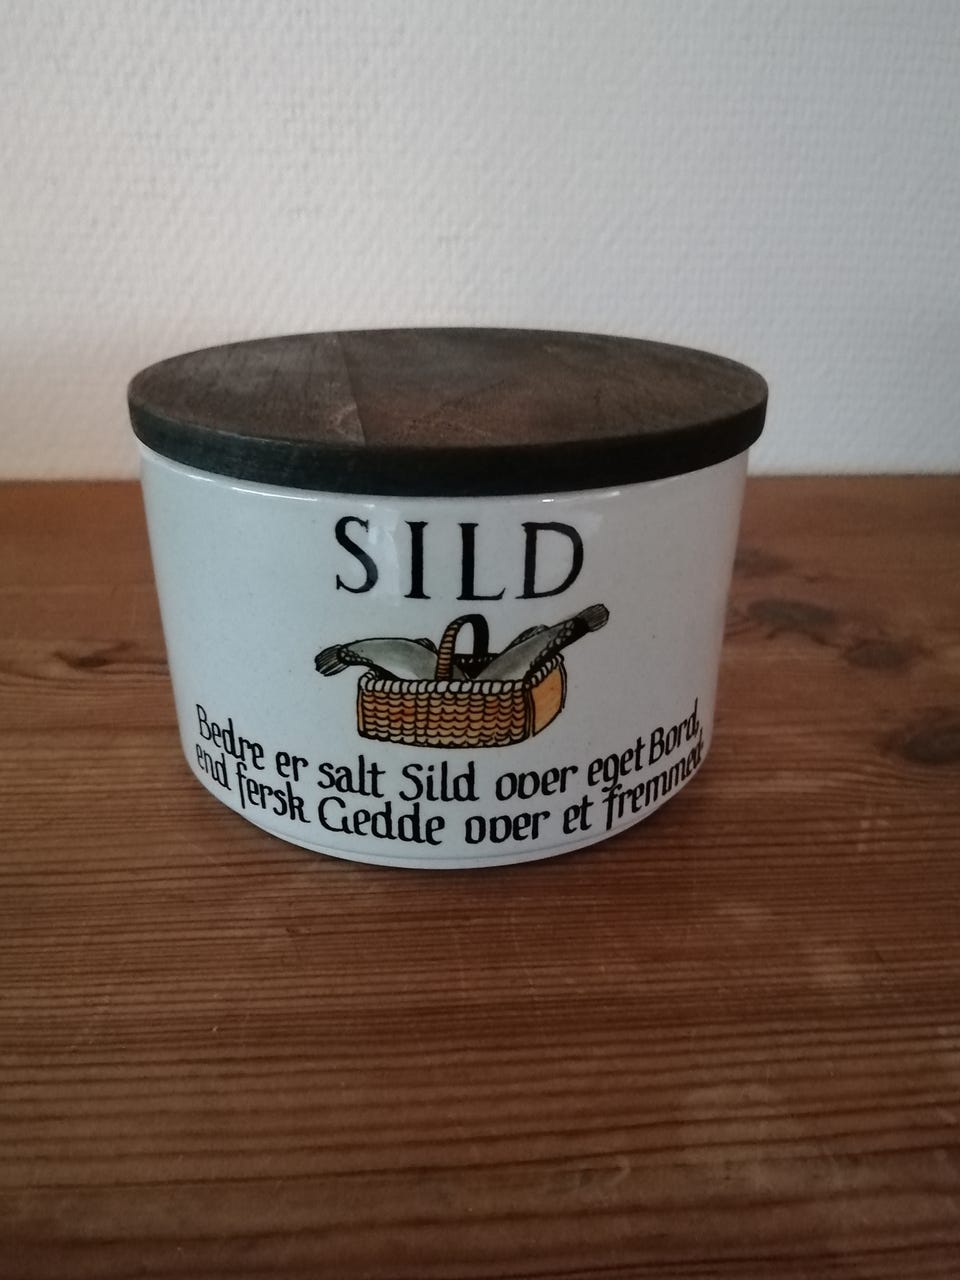 SILD
Bedre er salt Sild over eget Bord,
end fersk Gedde over et fremmed.